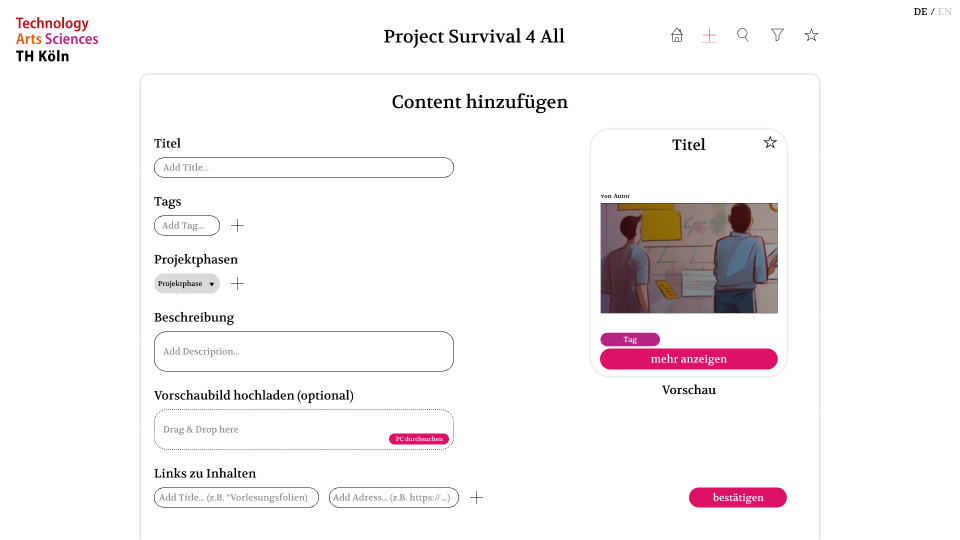 DE / EN
Technology
Arts Sciences
TH Köln
Project Survival 4 All
Content hinzufügen
Titel
Add Title...
Tags
Add Tag...
Projektphasen
Projektphase
Beschreibung
Add Description...
Vorschaubild hochladen (optional)
Drag & Drop here
PC durchsuchen
Links zu Inhalten
Add Title... (z.B. "Vorlesungsfolien)
Add Adress... (z.B. https://...)
Titel
von Autor
Tag
mehr anzeigen
Vorschau
bestätigen